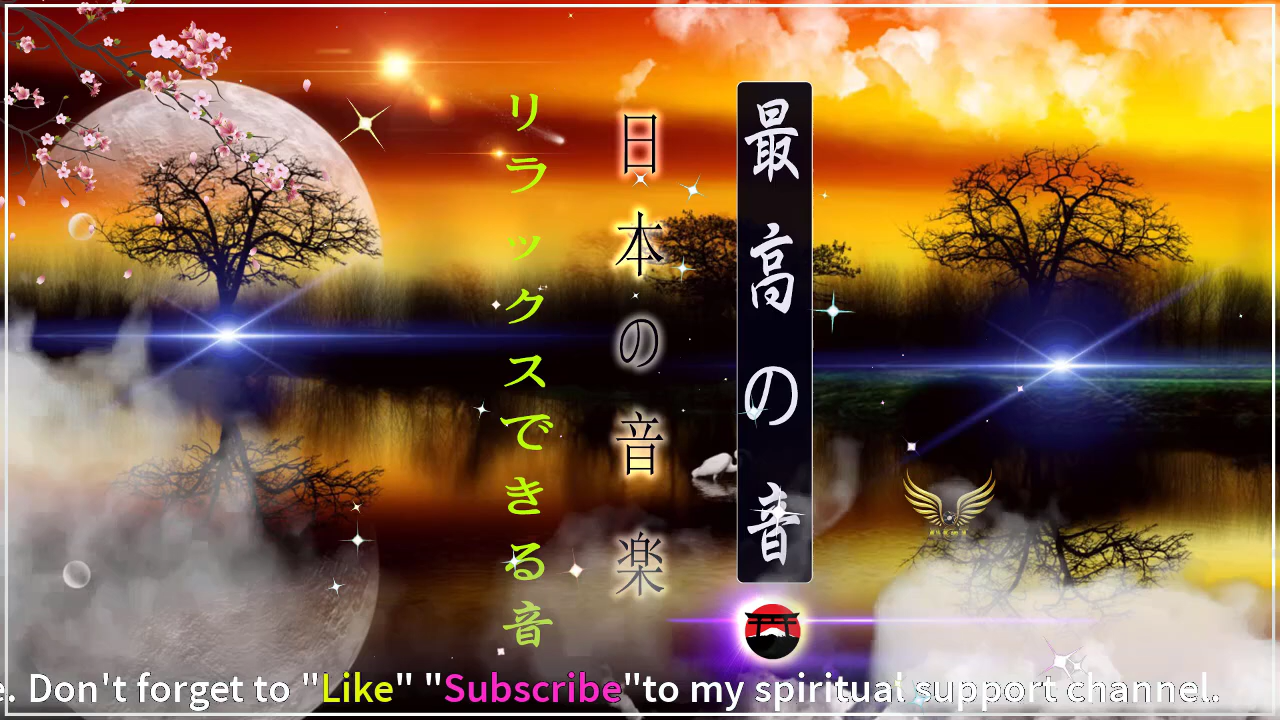 最高の音
日本の音楽
リラックスできる音
e. Don't forget to "Like" "Subscribe"to my spiritual support channel.